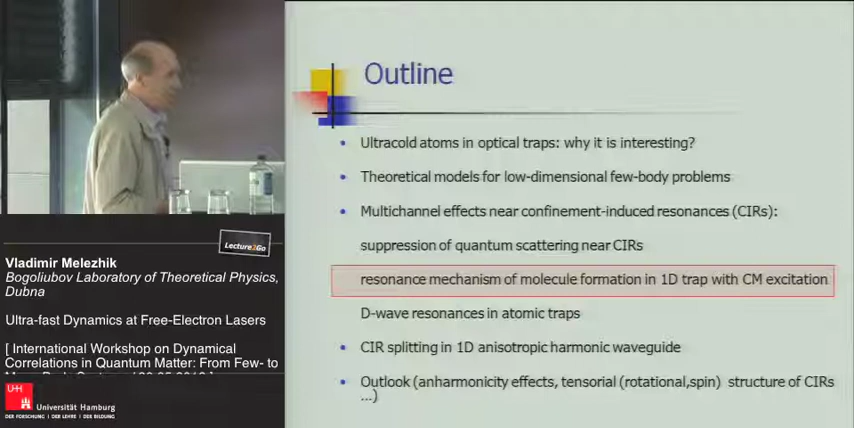 Outline
Ultracold atoms in optical traps: why it is interesting?
Theoretical models for low-dimensional few-body problems
Multichannel effects near confinement-induced resonances (CIRs):
suppression of quantum scattering near CIRs
resonance mechanism of molecule formation in 1D trap with CM excitation
D-wave resonances in atomic traps
CIR splitting in 1D anisotropic harmonic waveguide
Outlook (anharmonicity effects, tensorial (rotational,spin) structure of CIRs
...)
Lecture2Go
Vladimir Melezhik
Bogoliubov Laboratory of Theoretical Physics,
Dubna
Ultra-fast Dynamics at Free-Electron Lasers
[ International Workshop on Dynamical
Correlations in Quantum Matter: From Few- to
UH
Universität Hamburg
DER FORSCHUNG | DER LEHRE | DER BILDUNG